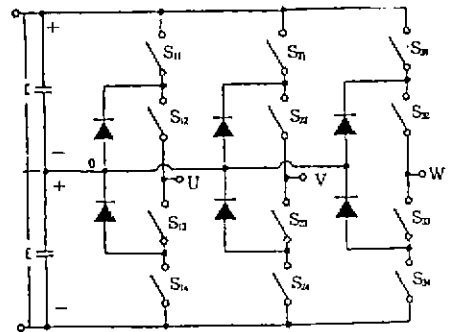 +
S11
S21
S31
S12
S22
S32
−
0
+
U
V
W
S13
S23
S33
S14
S24
S34
−